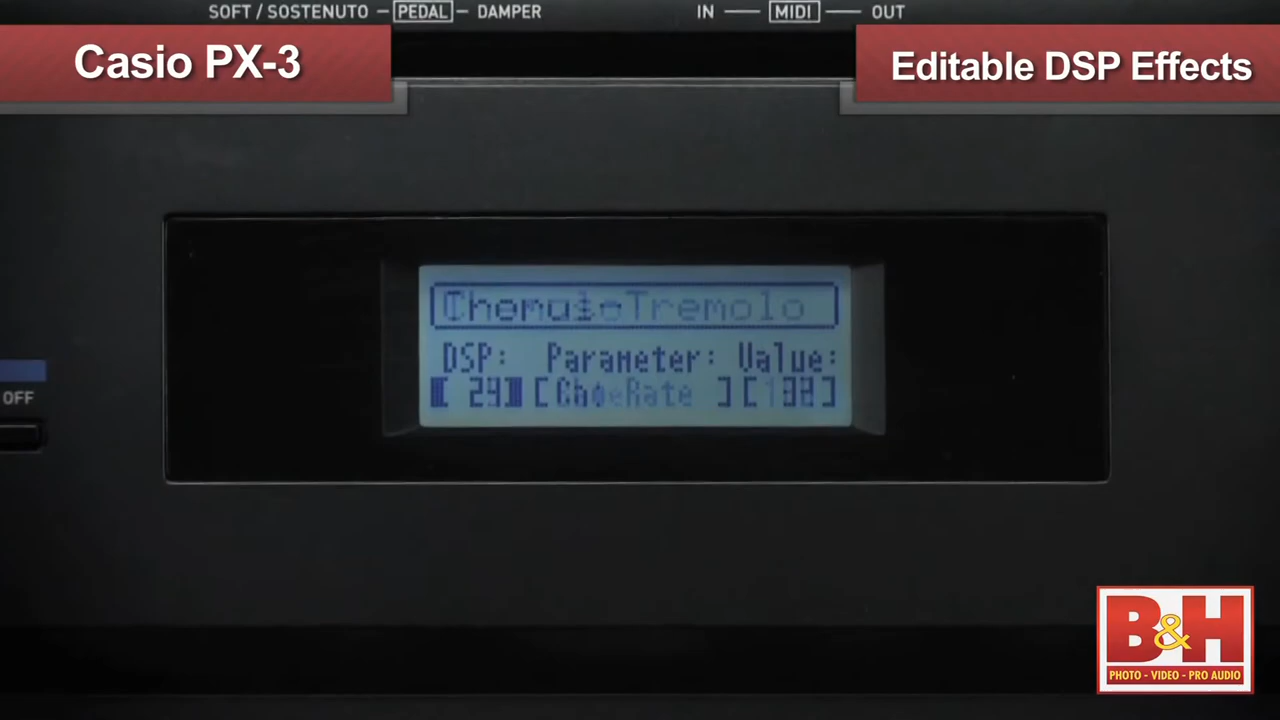 SOFT / SOSTENUTO PEDAL DAMPER
IN MIDI OUT
Casio PX-3
Editable DSP Effects
Tremolo
DSP: Parameter: Value:
Rate
OFF
B&H
PHOTO - VIDEO - PRO AUDIO